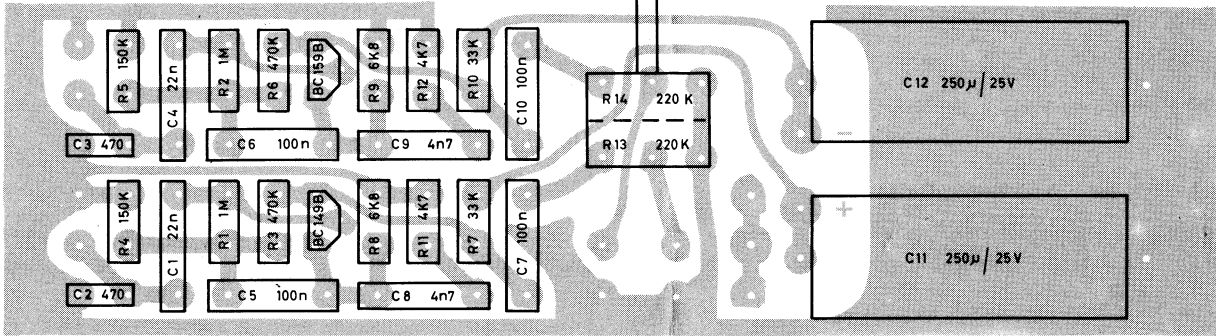 R5 150K
C4 22n
R2 1M
R6 470K
BC159B
R9 6K8
R12 4K7
R10 33K
C10 100n
C3 470
C6 100n
C9 4n7
R14 220K
R13 220K
C12 250µ/25V
−
R4 150K
C1 22n
R1 1M
R3 470K
BC149B
R8 6K8
R11 4K7
R7 33K
C7 100n
C2 470
C5 100n
C8 4n7
+
C11 250µ/25V